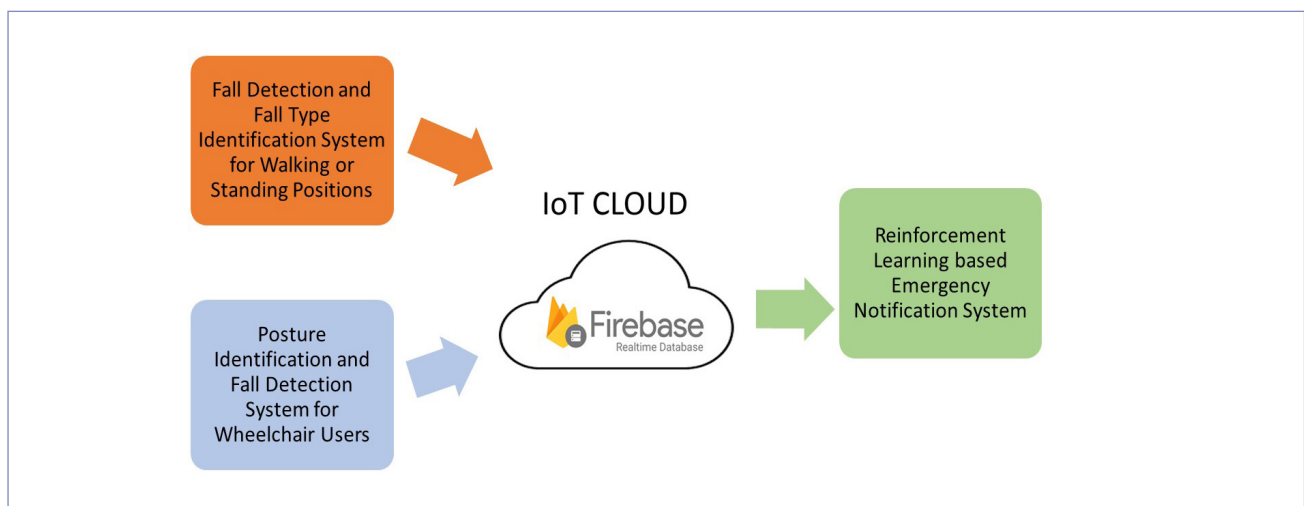 Fall Detection and
Fall Type
Identification System
for Walking or
Standing Positions
IoT CLOUD
Firebase
Realtime Database
Posture
Identification and
Fall Detection
System for
Wheelchair Users
Reinforcement
Learning based
Emergency
Notification System